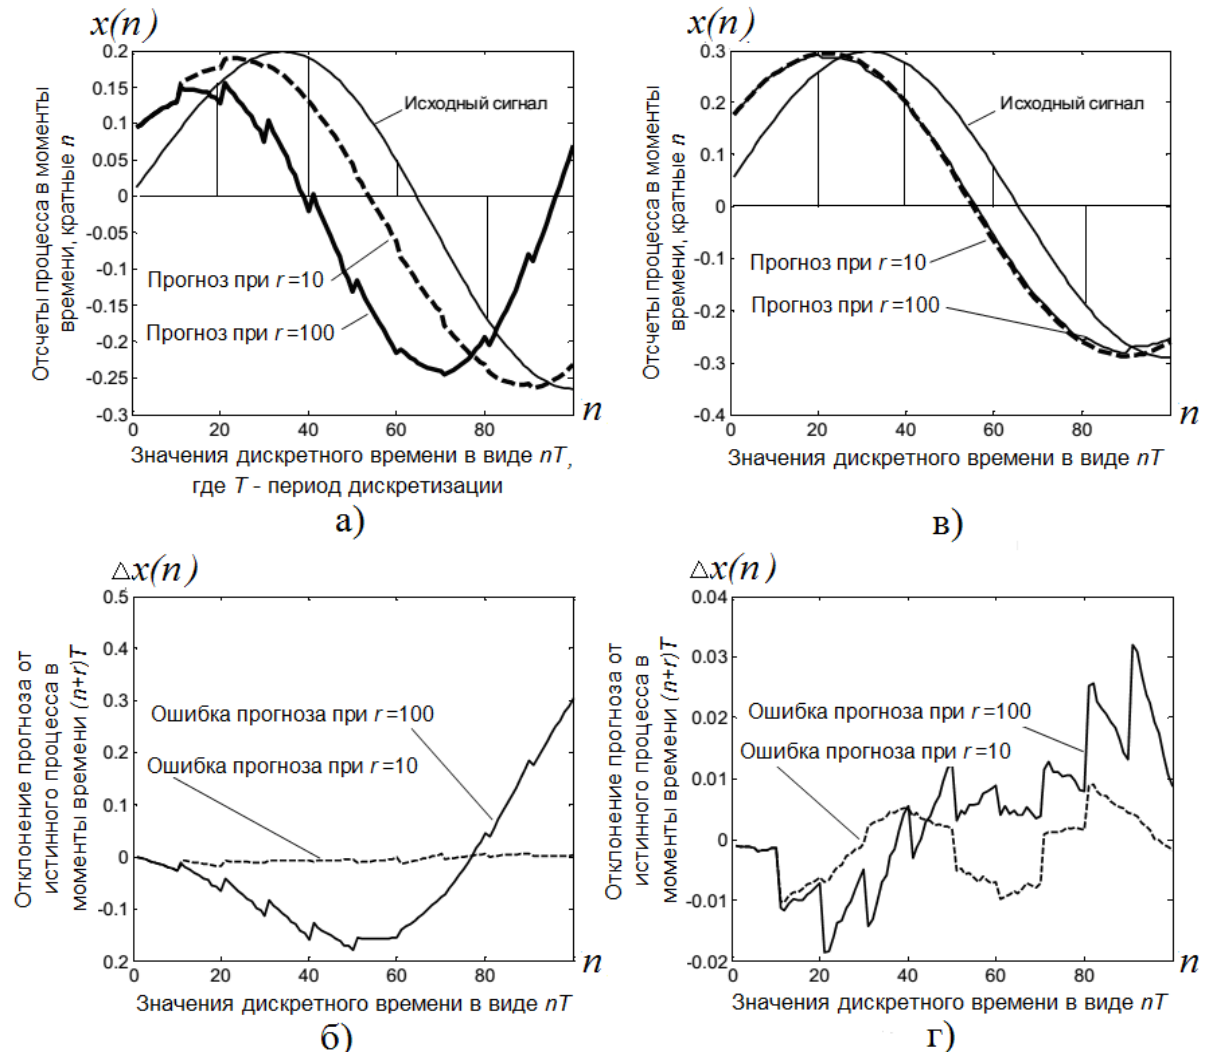 x(n)
0.2
0.15
0.1
0.05
0
-0.05
-0.1
-0.15
-0.2
-0.25
-0.3
Отсчеты процесса в моменты
времени, кратные n
Исходный сигнал
Прогноз при r =10
Прогноз при r =100
0
20
40
60
80
n
Значения дискретного времени в виде nT,
где T - период дискретизации
а)
x(n)
0.3
0.2
0.1
0
-0.1
-0.2
-0.3
-0.4
Отсчеты процесса в моменты
времени, кратные n
Исходный сигнал
Прогноз при r =10
Прогноз при r =100
0
20
40
60
80
n
Значения дискретного времени в виде nT
в)
△x(n)
0.5
0.4
0.3
0.2
0.1
0
-0.1
0.2
Отклонение прогноза от
истинного процесса в
моменты времени (n+r)T
Ошибка прогноза при r =100
Ошибка прогноза при r =10
0
20
40
60
80
n
Значения дискретного времени в виде nT
б)
△x(n)
0.04
0.03
0.02
0.01
0
-0.01
-0.02
Отклонение прогноза от
истинного процесса в
моменты времени (n+r)T
Ошибка прогноза при r =100
Ошибка прогноза при r =10
0
20
40
60
80
n
Значения дискретного времени в виде nT
г)